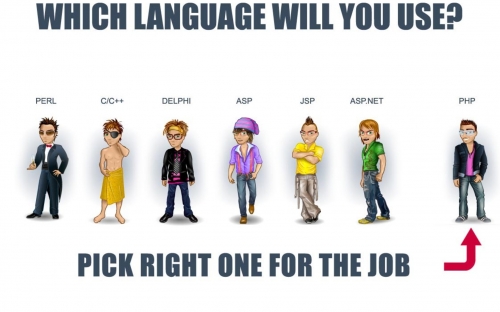 WHICH LANGUAGE WILL YOU USE?
PERL C/C++ DELPHI ASP JSP ASP.NET PHP
PICK RIGHT ONE FOR THE JOB